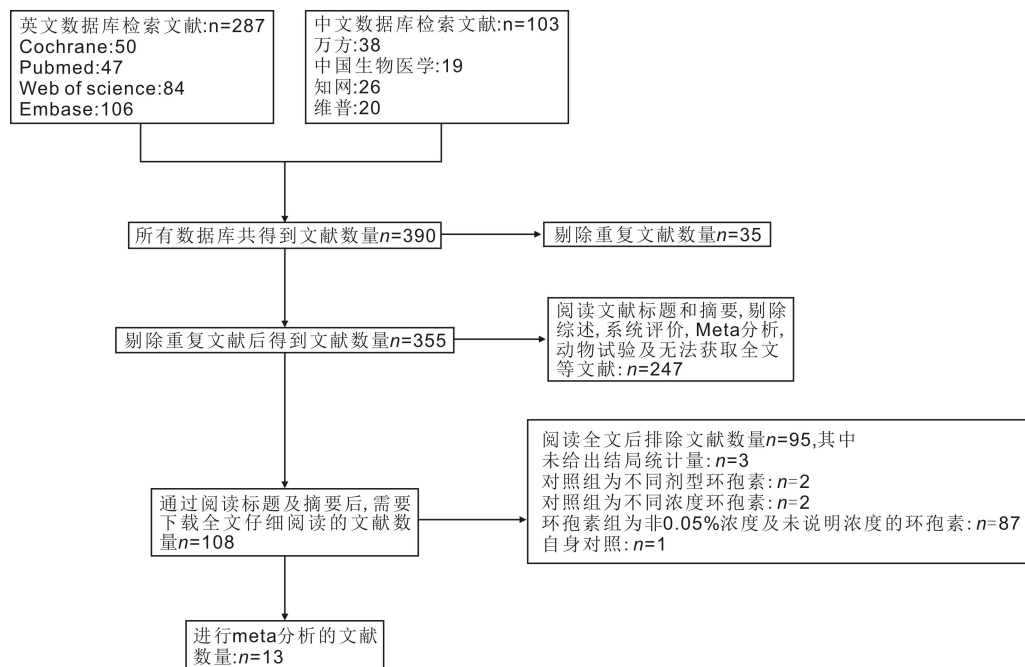 英文数据库检索文献:n=287
Cochrane:50
Pubmed:47
Web of science:84
Embase:106
中文数据库检索文献:n=103
万方:38
中国生物医学:19
知网:26
维普:20
所有数据库共得到文献数量n=390
剔除重复文献数量n=35
剔除重复文献后得到文献数量n=355
阅读文献标题和摘要,剔除
综述,系统评价,Meta分析,
动物试验及无法获取全文
等文献:n=247
通过阅读标题及摘要后,需要
下载全文仔细阅读的文献数
量n=108
阅读全文后排除文献数量n=95,其中
未给出结局统计量:n=3
对照组为不同剂型环孢素:n=2
对照组为不同浓度环孢素:n=2
环孢素组为非0.05%浓度及未说明浓度的环孢素:n=87
自身对照:n=1
进行meta分析的文献
数量:n=13